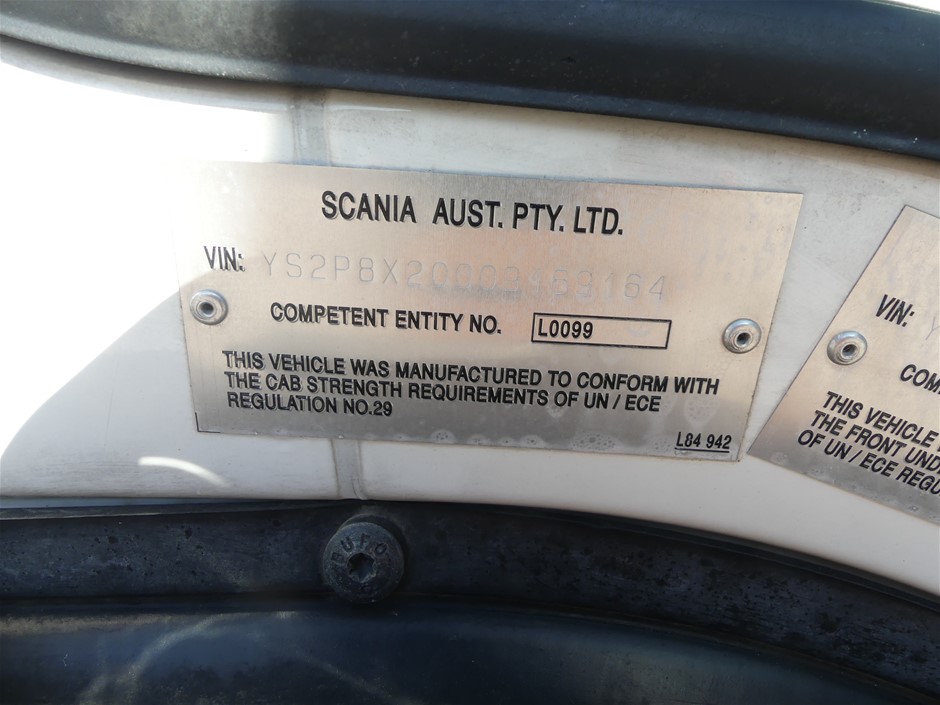 SCANIA AUST. PTY. LTD.
VIN:
COMPETENT ENTITY NO. L0099
THIS VEHICLE WAS MANUFACTURED TO CONFORM WITH
THE CAB STRENGTH REQUIREMENTS OF UN / ECE
REGULATION NO.29
L84 942
VIN:
THIS VEHICLE
THE FRONT
OF UN / ECE